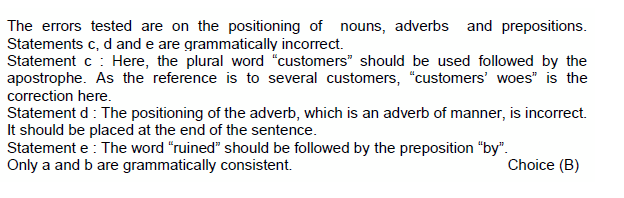 The errors tested are on the positioning of nouns, adverbs and prepositions.
Statements c, d and e are grammatically incorrect.
Statement c : Here, the plural word “customers” should be used followed by the
apostrophe. As the reference is to several customers, “customers’ woes” is the
correction here.
Statement d : The positioning of the adverb, which is an adverb of manner, is incorrect.
It should be placed at the end of the sentence.
Statement e : The word “ruined” should be followed by the preposition “by”.
Only a and b are grammatically consistent. Choice (B)